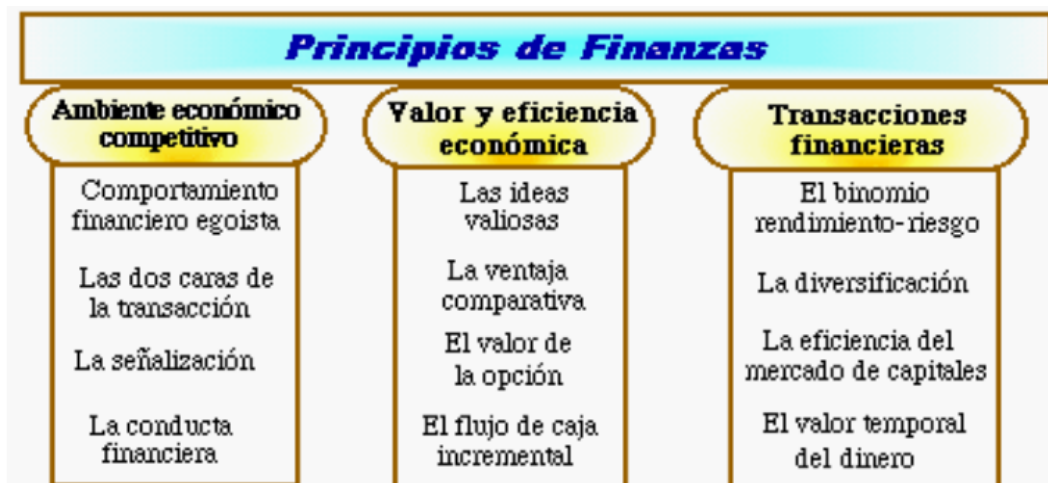 Principios de Finanzas
Ambiente económico
competitivo
Comportamiento
financiero egoista
Las dos caras de
la transacción
La señalización
La conducta
financiera
Valor y eficiencia
económica
Las ideas
valiosas
La ventaja
comparativa
El valor de
la opción
El flujo de caja
incremental
Transacciones
financieras
El binomio
rendimiento-riesgo
La diversificación
La eficiencia del
mercado de capitales
El valor temporal
del dinero